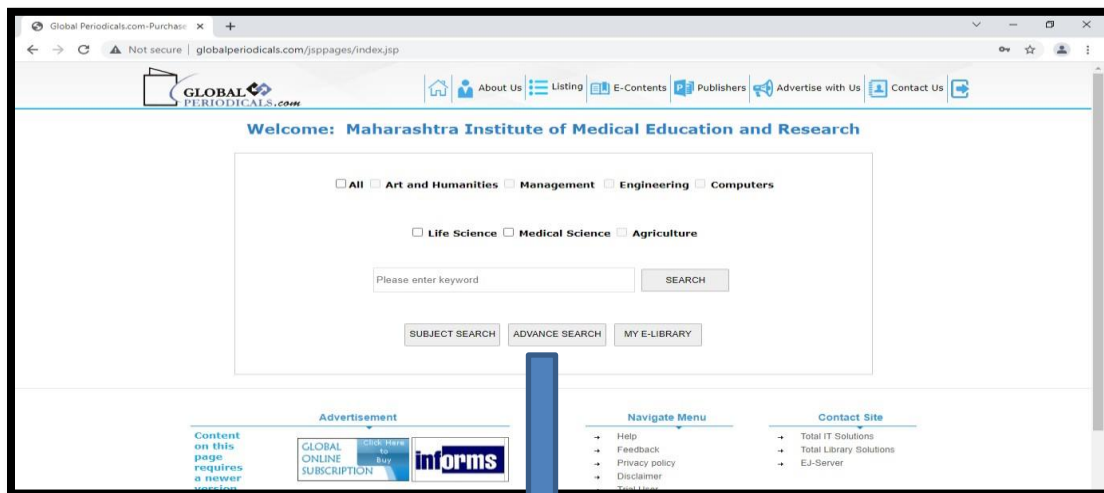 Global Periodicals.com-Purchase
Not secure globalperiodicals.com/jsppages/index.jsp
GLOBAL
PERIODICALS.com
About Us Listing E-Contents Publishers Advertise with Us Contact Us
Welcome: Maharashtra Institute of Medical Education and Research
All Art and Humanities Management Engineering Computers
Life Science Medical Science Agriculture
Please enter keyword SEARCH
SUBJECT SEARCH ADVANCE SEARCH MY E-LIBRARY
Advertisement
Content
on this
page
requires
a newer
version
GLOBAL
ONLINE
SUBSCRIPTION
Click Here
to
Buy
informs
Navigate Menu
Help
Feedback
Privacy policy
Disclaimer
Trial User
Contact Site
Total IT Solutions
Total Library Solutions
EJ-Server